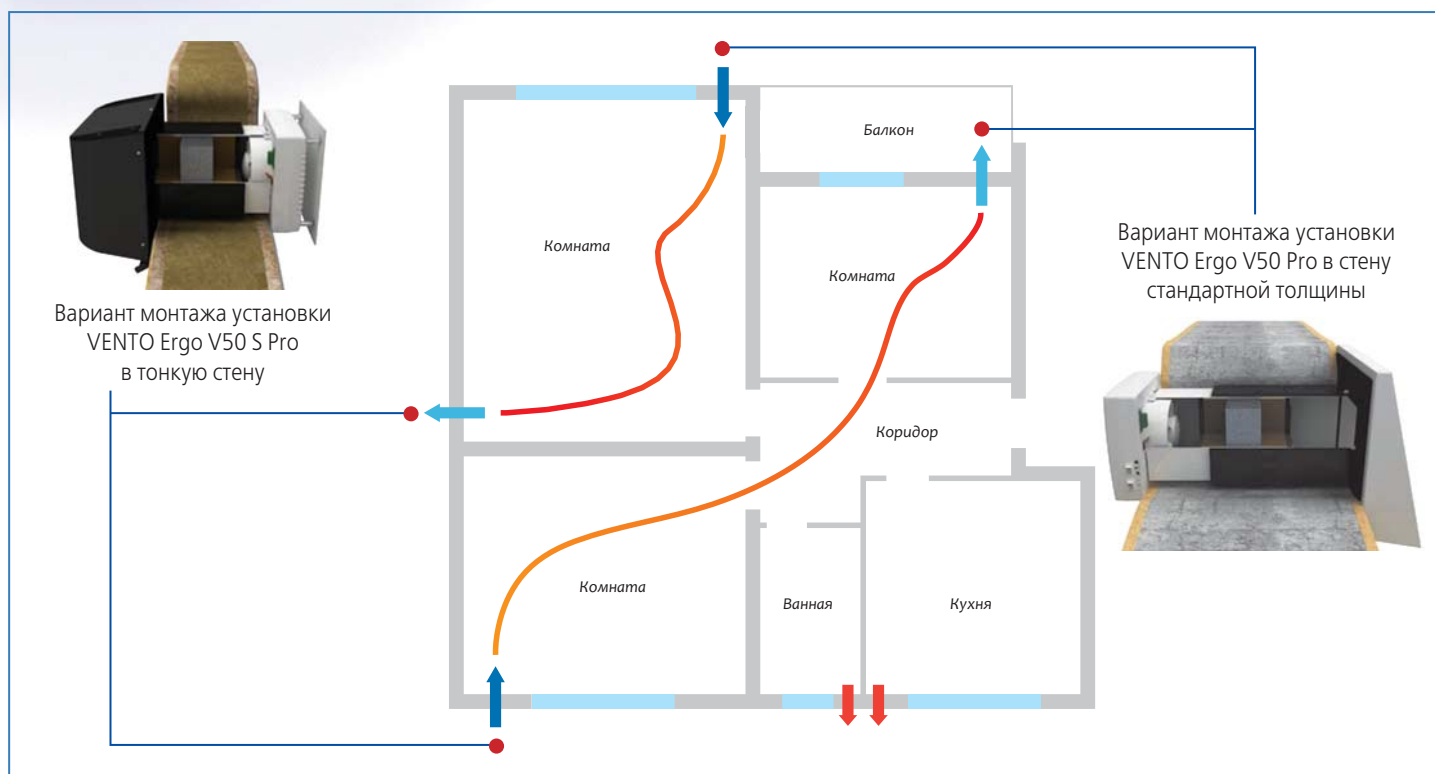 Балкон
Комната
Комната
Вариант монтажа установки
VENTO Ergo V50 Pro в стену
стандартной толщины
Вариант монтажа установки
VENTO Ergo V50 S Pro
в тонкую стену
Коридор
Комната
Ванная
Кухня